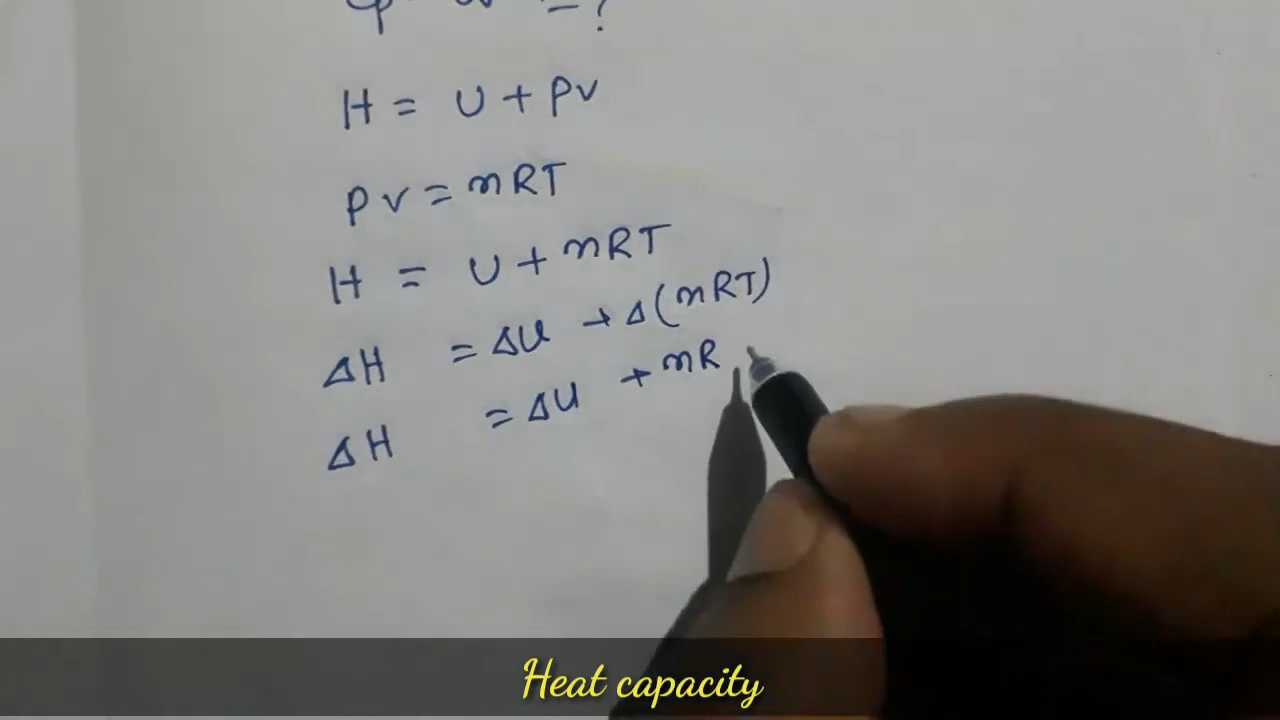 H = U + PV
PV = nRT
H = U + nRT
ΔH = ΔU + Δ(nRT)
ΔH = ΔU + nR
Heat capacity